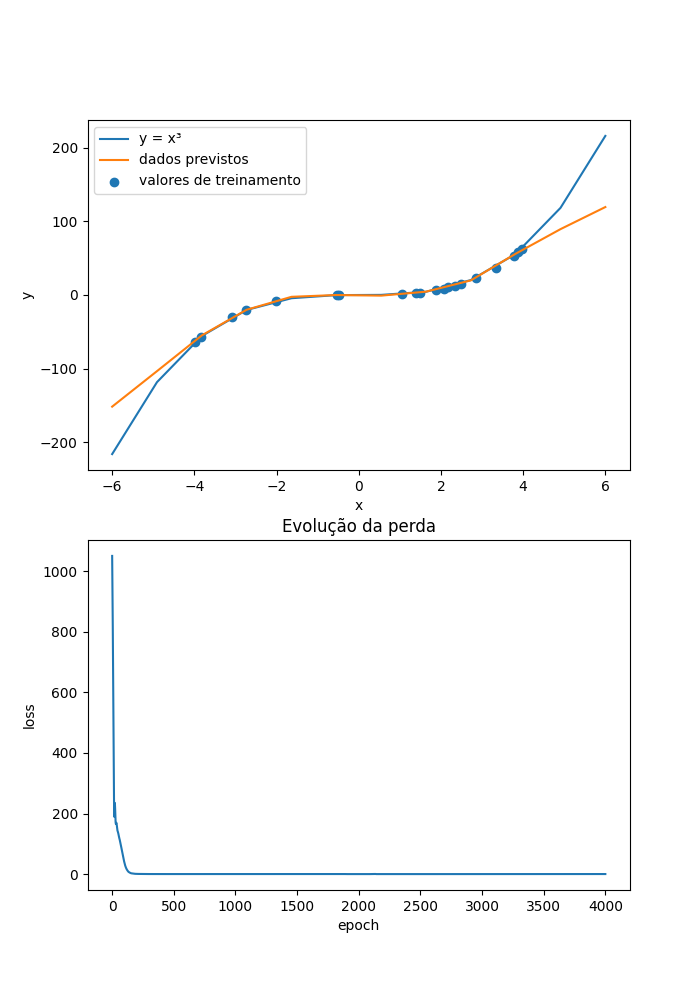 y = x³
dados previstos
valores de treinamento
200
100
0
−100
−200
y
−6 −4 −2 0 2 4 6
x
Evolução da perda
1000
800
600
400
200
0
loss
0 500 1000 1500 2000 2500 3000 3500 4000
epoch